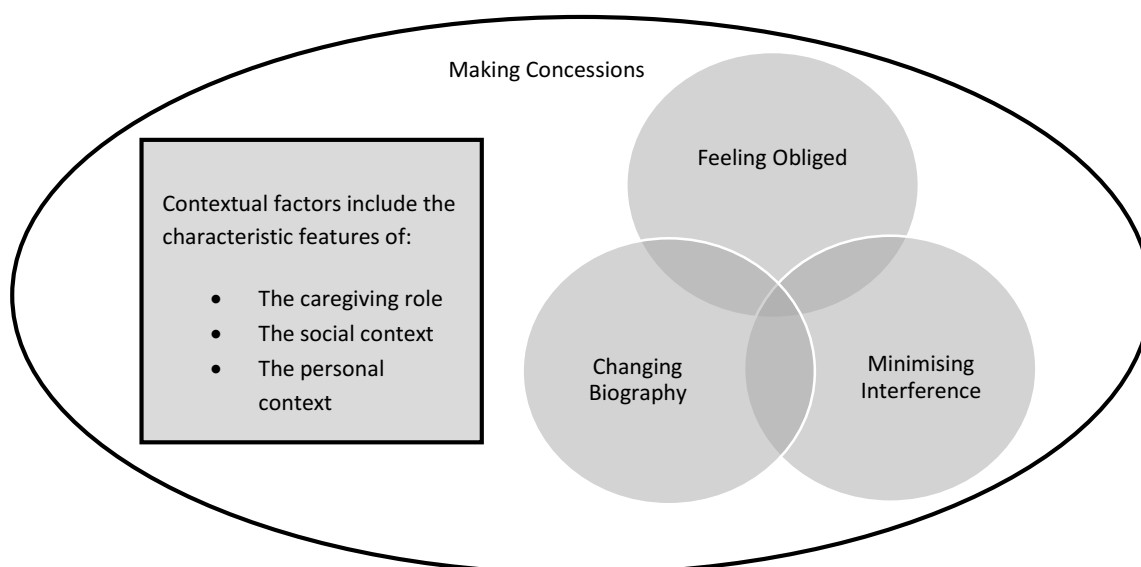 Making Concessions
Contextual factors include the
characteristic features of:
• The caregiving role
• The social context
• The personal
context
Feeling Obliged
Changing
Biography
Minimising
Interference